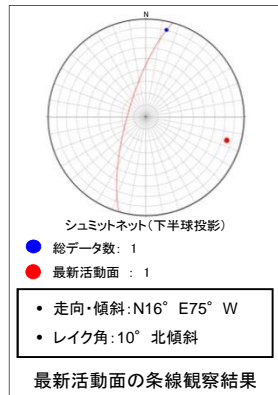 N
シュミットネット(下半球投影)
総データ数: 1
最新活動面 : 1
• 走向・傾斜:N16° E75° W
• レイク角:10° 北傾斜
最新活動面の条線観察結果